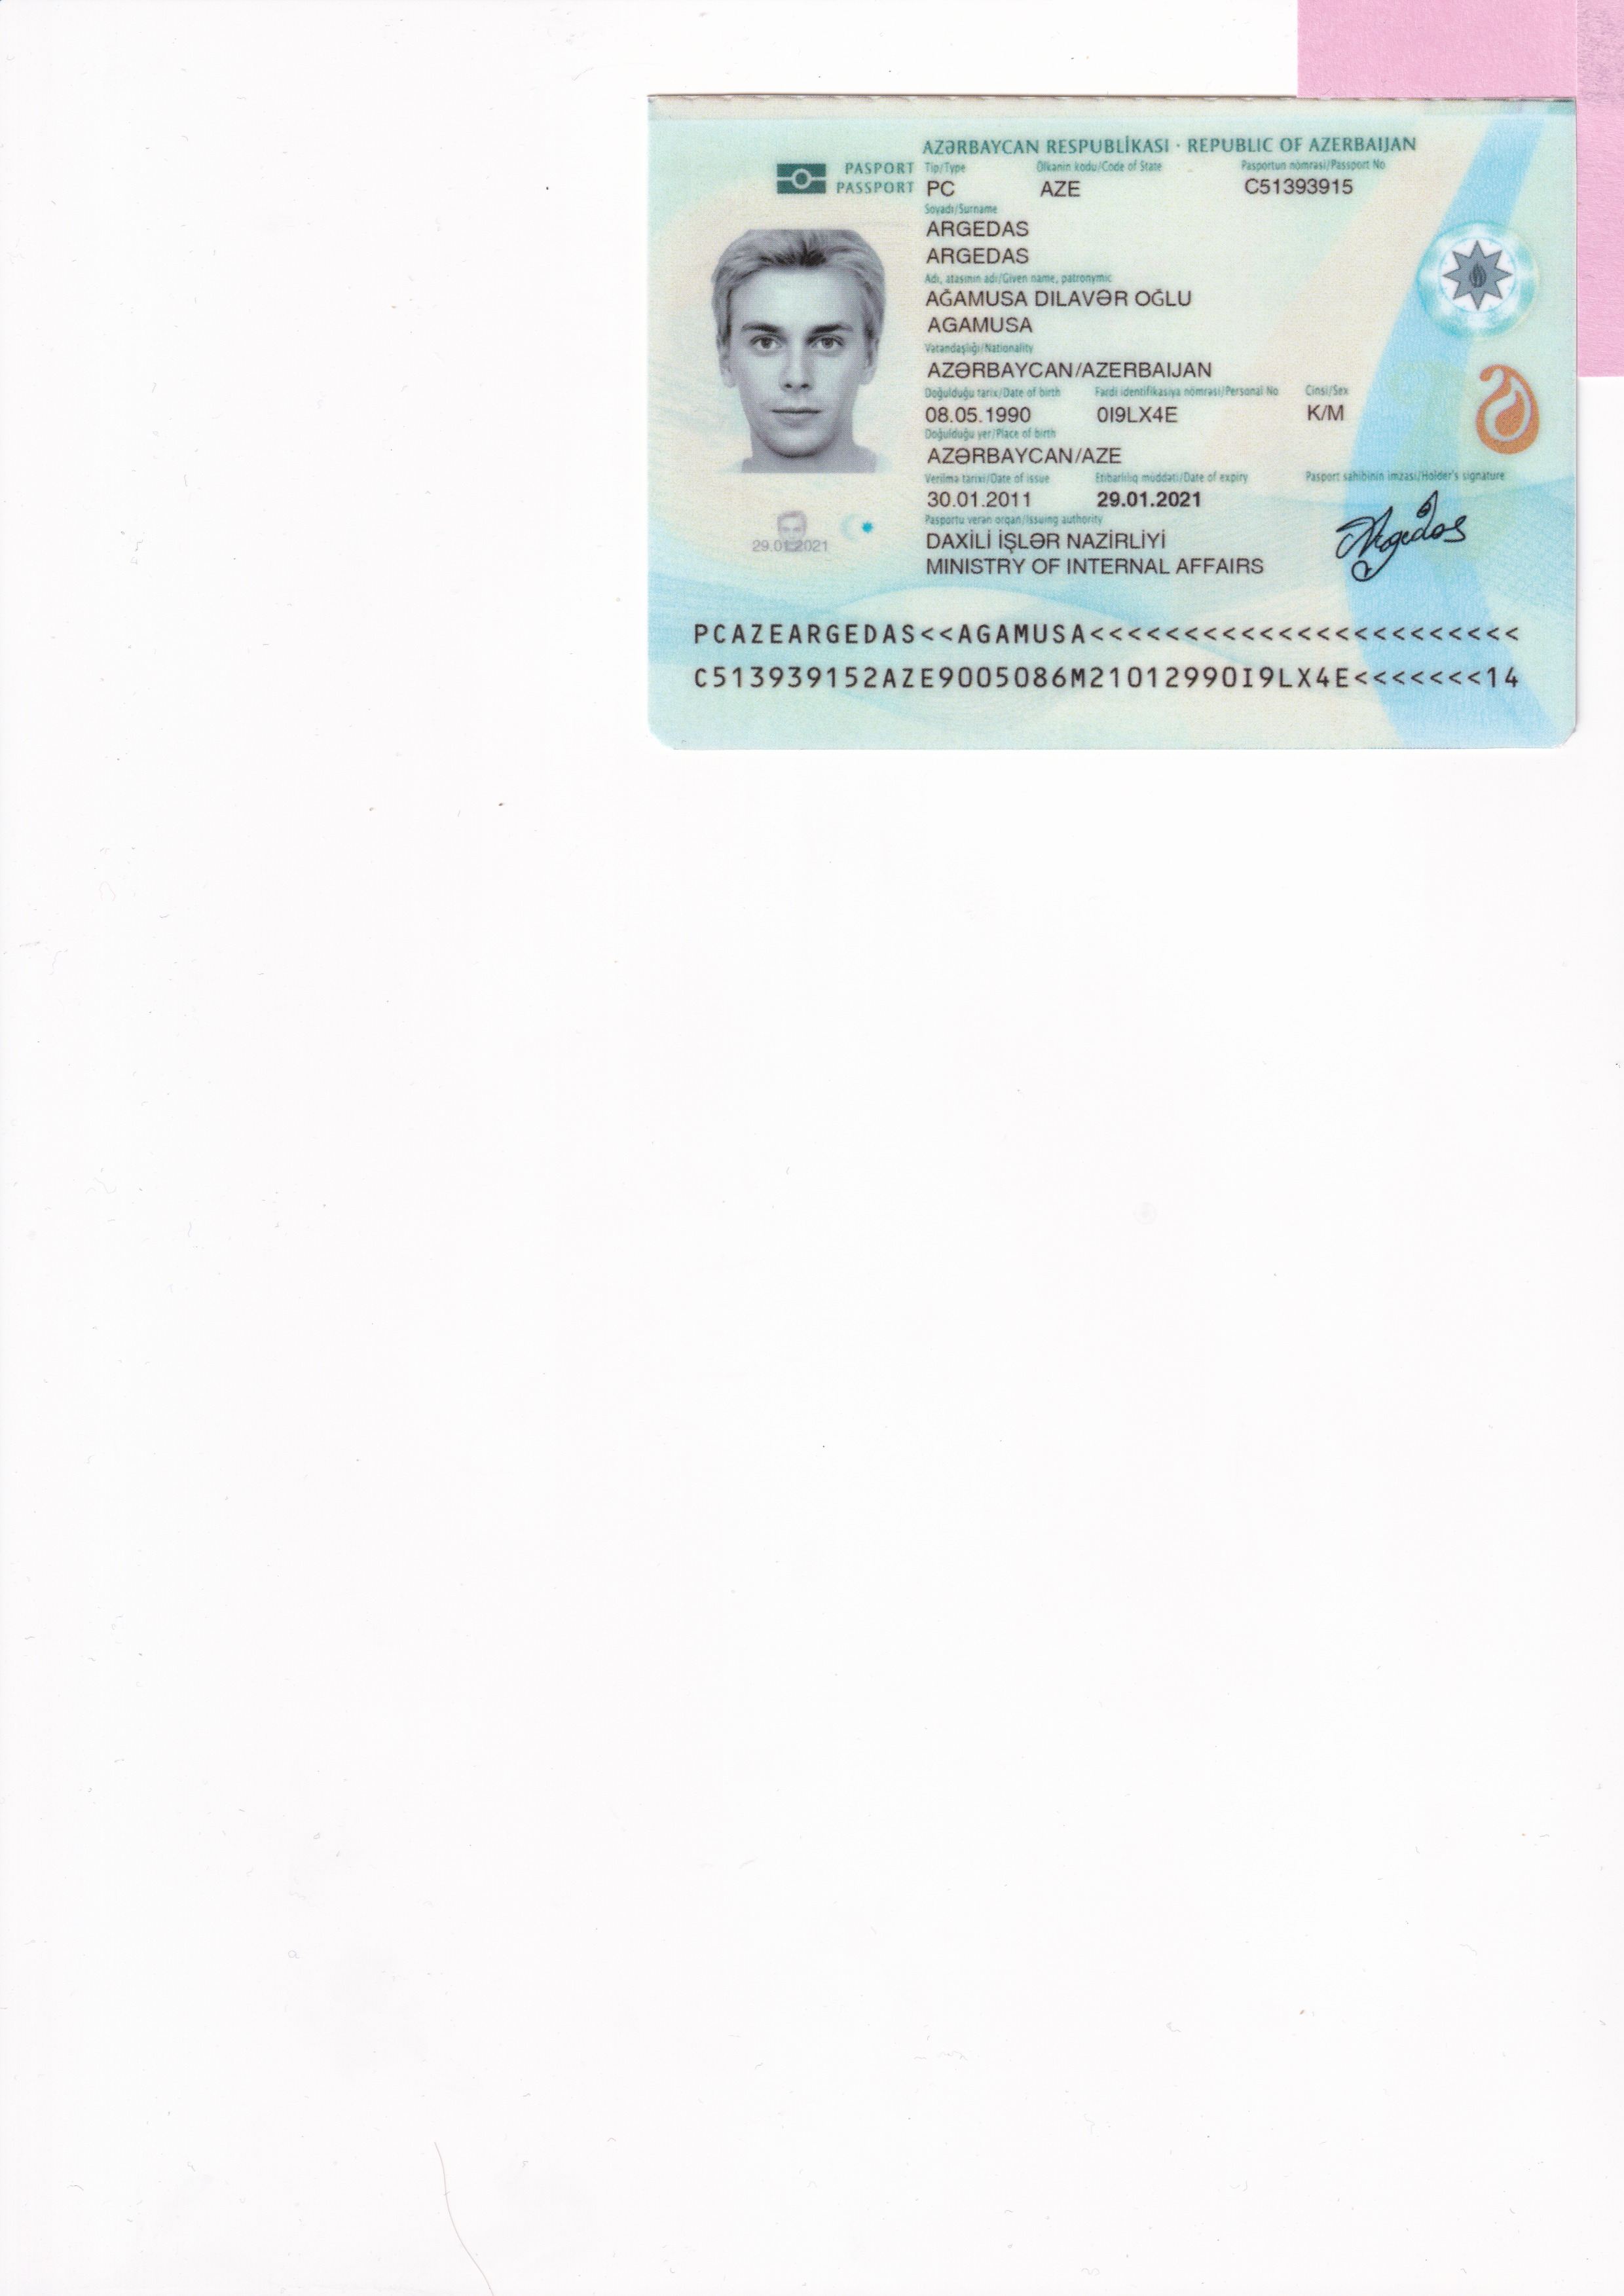 AZƏRBAYCAN RESPUBLİKASI · REPUBLIC OF AZERBAIJAN
PASPORT Tip/Type Ölkənin kodu/Code of State Pasportun nömrəsi/Passport No
PASSPORT PC AZE C51393915
Soyadı/Surname
ARGEDAS
ARGEDAS
Adı, atasının adı/Given name, patronymic
AĞAMUSA DILAVƏR OĞLU
AGAMUSA
Vətəndaşlığı/Nationality
AZƏRBAYCAN/AZERBAIJAN
Doğulduğu tarix/Date of birth Fərdi identifikasiya nömrəsi/Personal No Cinsi/Sex
08.05.1990 0I9LX4E K/M
Doğulduğu yer/Place of birth
AZƏRBAYCAN/AZE
Verilmə tarixi/Date of issue Etibarlılıq müddəti/Date of expiry Pasport sahibinin imzası/Holder's signature
30.01.2011 29.01.2021
Pasportu verən orqan/Issuing authority
29.01.2021
DAXİLİ İŞLƏR NAZİRLİYİ
Argedas
MINISTRY OF INTERNAL AFFAIRS
PCAZEARGEDAS<<AGAMUSA<<<<<<<<<<<<<<<<<<<<<<<
C513939152AZE9005086M21012990I9LX4E<<<<<<<14